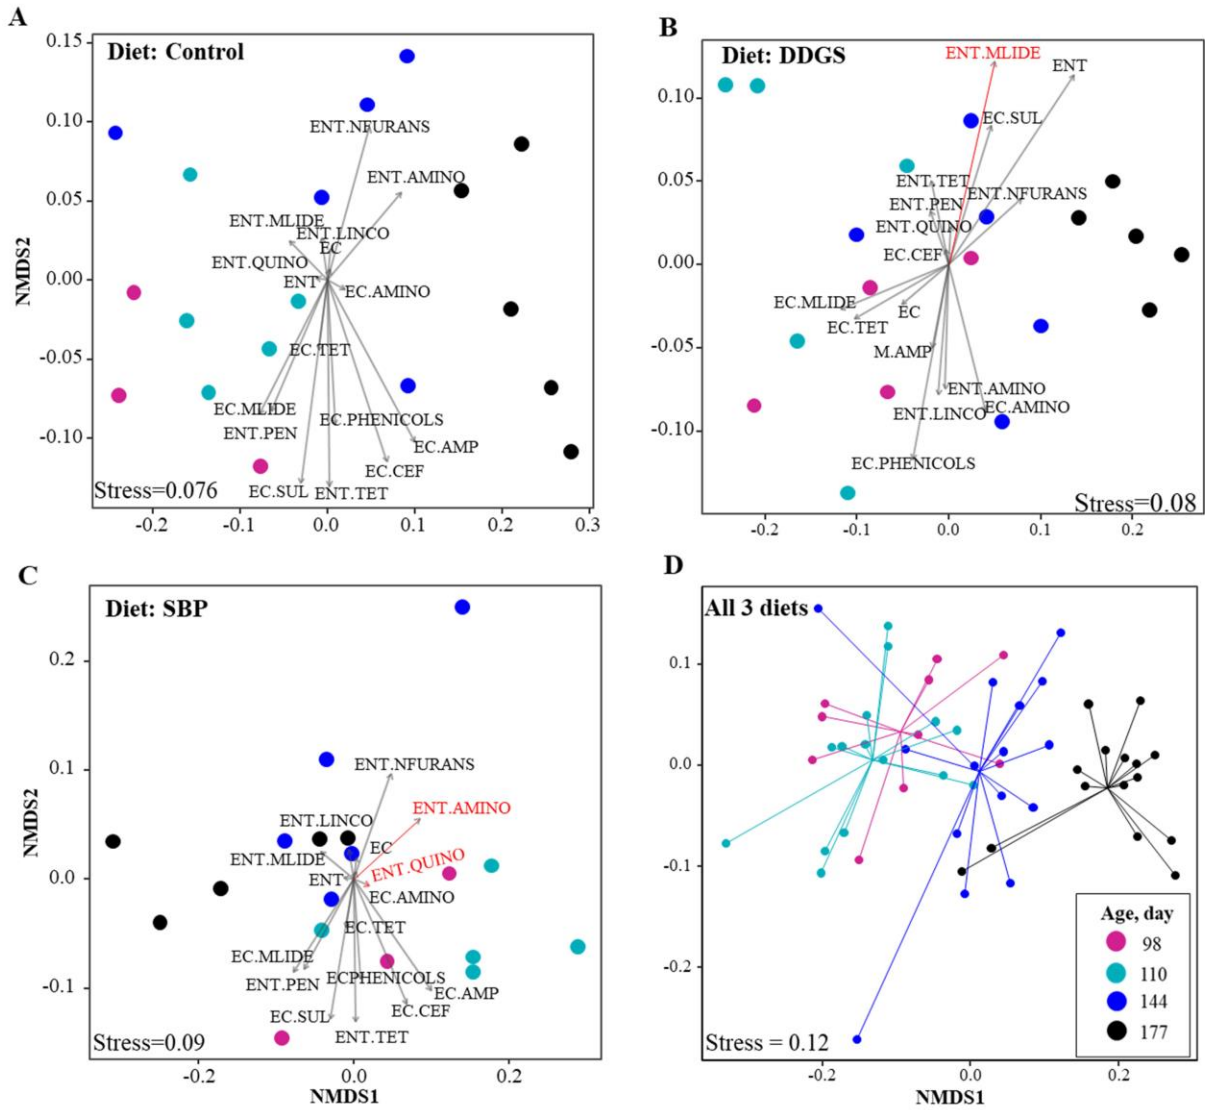 A
Diet: Control
0.15
0.10
0.05
0.00
-0.05
-0.10
NMDS2
ENT.NFURANS
ENT.AMINO
ENT.MLIDE
ENT.LINCO
EC
ENT.QUINO
ENT
EC.AMINO
EC.TET
EC.MLIDE
EC.PHENICOLS
ENT.PEN
EC.AMP
EC.CEF
EC.SUL
ENT.TET
Stress=0.076
-0.2
-0.1
0.0
0.1
0.2
0.3
B
Diet: DDGS
0.10
0.05
0.00
-0.05
-0.10
ENT.MLIDE
ENT
EC.SUL
ENT.TET
ENT.NFURANS
ENT.PEN
ENT.QUINO
EC.CEF
EC.MLIDE
EC
EC.TET
M.AMP
ENT.AMINO
ENT.LINCO
EC.AMINO
EC.PHENICOLS
Stress=0.08
-0.2
-0.1
0.0
0.1
0.2
C
Diet: SBP
0.2
0.1
0.0
-0.1
NMDS2
ENT.NFURANS
ENT.AMINO
ENT.LINCO
EC
ENT.MLIDE
ENT.QUINO
ENT
EC.AMINO
EC.TET
EC.MLIDE
ECPHENICOLS
ENT.PEN
EC.AMP
EC.CEF
EC.SUL
ENT.TET
Stress=0.09
-0.2
0.0
0.2
NMDS1
D
All 3 diets
0.1
0.0
-0.1
-0.2
Age, day
98
110
144
177
Stress = 0.12
-0.2
0.0
0.2
NMDS1